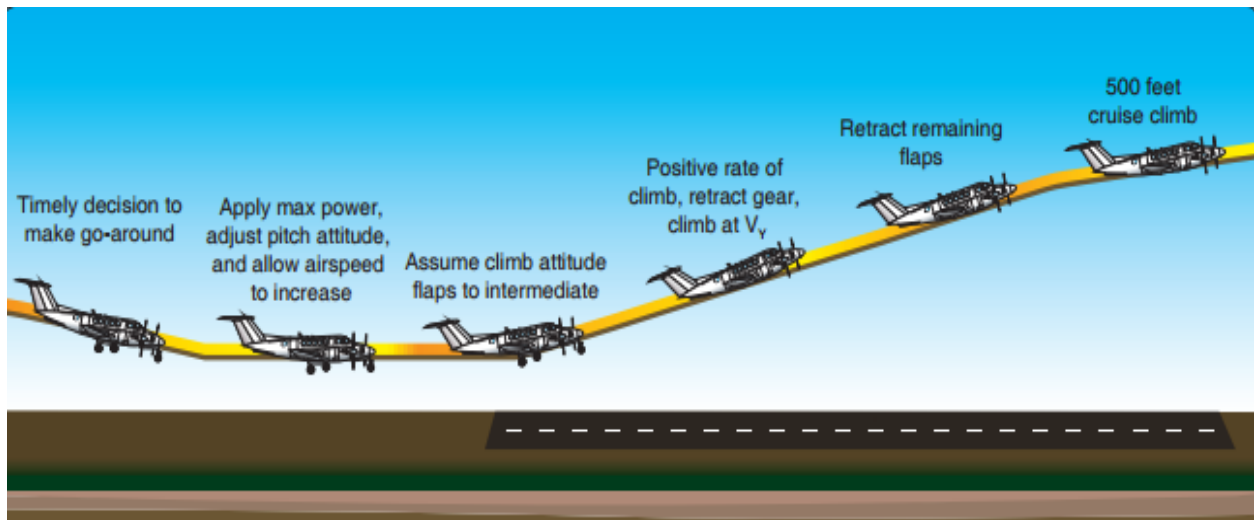 Timely decision to
make go-around
Apply max power,
adjust pitch attitude,
and allow airspeed
to increase
Assume climb attitude
flaps to intermediate
Positive rate of
climb, retract gear,
climb at VY
Retract remaining
flaps
500 feet
cruise climb